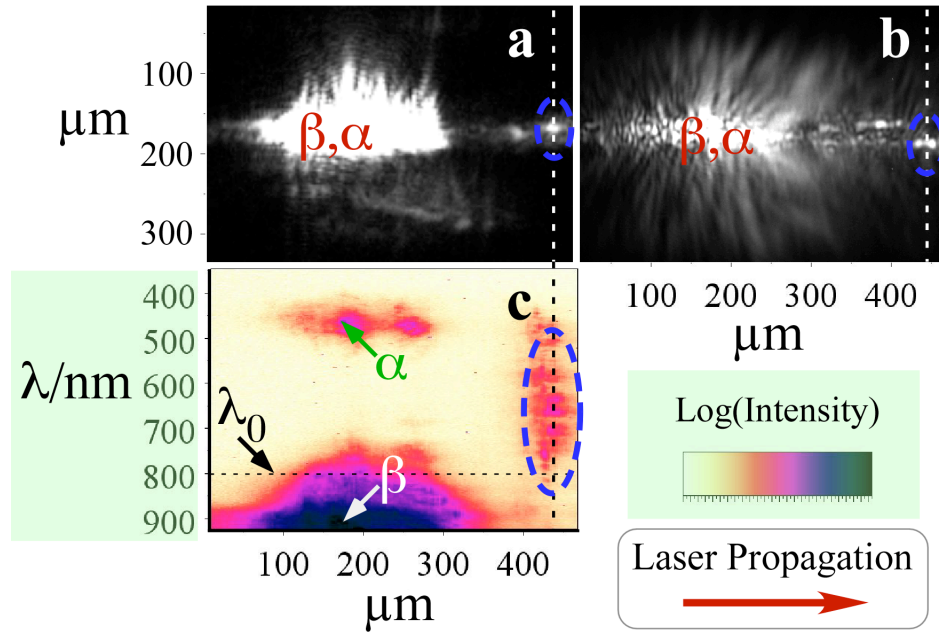 a
b
100
µm
β,α
β,α
200
300
400
c
500
100
200
300
400
α
µm
λ/nm
600
λ0
Log(Intensity)
700
800
β
900
Laser Propagation
100
200
300
400
µm